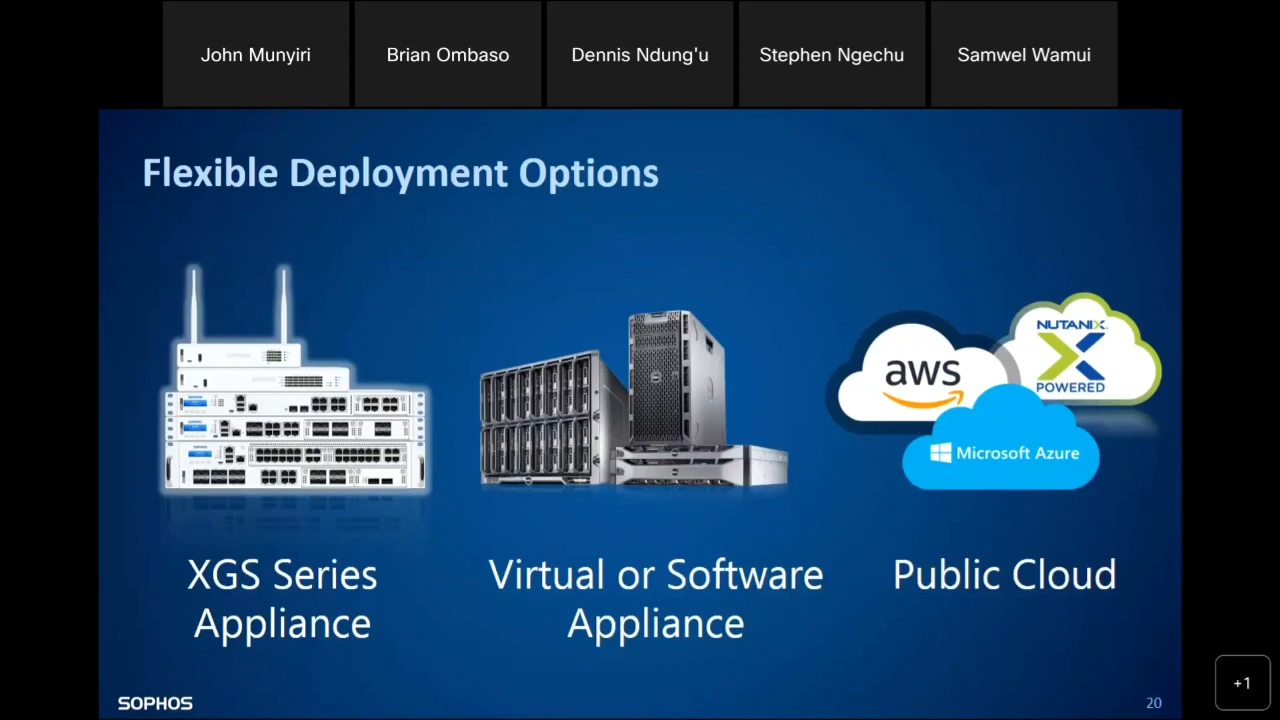 John Munyiri
Brian Ombaso
Dennis Ndung'u
Stephen Ngechu
Samwel Wamui
Flexible Deployment Options
NUTANIX
aws
POWERED
Microsoft Azure
XGS Series
Appliance
Virtual or Software
Appliance
Public Cloud
SOPHOS
20
+1